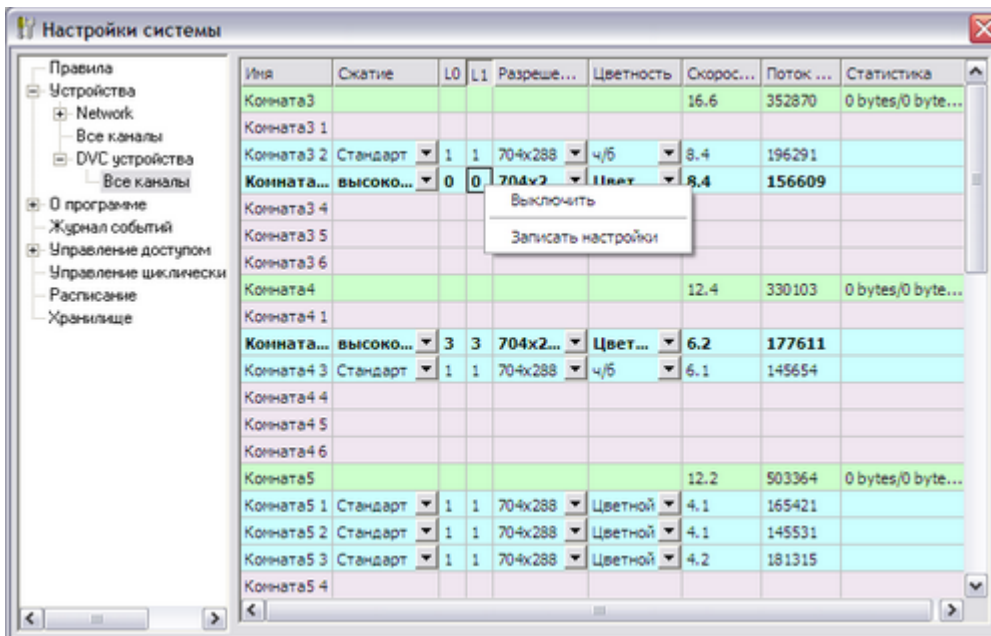 Настройки системы
Правила
Устройства
Network
Все каналы
DVC устройства
Все каналы
О программе
Журнал событий
Управление доступом
Управление циклически
Расписание
Хранилище
Имя Сжатие L0 L1 Разреше... Цветность Скорос... Поток ... Статистика
Комната3 16.6 352870 0 bytes/0 byte...
Комната3 1
Комната3 2 Стандарт 1 1 704x288 ч/б 8.4 196291
Комната... высоко... 0 0 704x2... Цвет... 8.4 156609
Выключить
Записать настройки
Комната3 4
Комната3 5
Комната3 6
Комната4 12.4 330103 0 bytes/0 byte...
Комната4 1
Комната... высоко... 3 3 704x2... Цвет... 6.2 177611
Комната4 3 Стандарт 1 1 704x288 ч/б 6.1 145654
Комната4 4
Комната4 5
Комната4 6
Комната5 12.2 503364 0 bytes/0 byte...
Комната5 1 Стандарт 1 1 704x288 Цветной 4.1 165421
Комната5 2 Стандарт 1 1 704x288 Цветной 4.1 145531
Комната5 3 Стандарт 1 1 704x288 Цветной 4.2 181315
Комната5 4